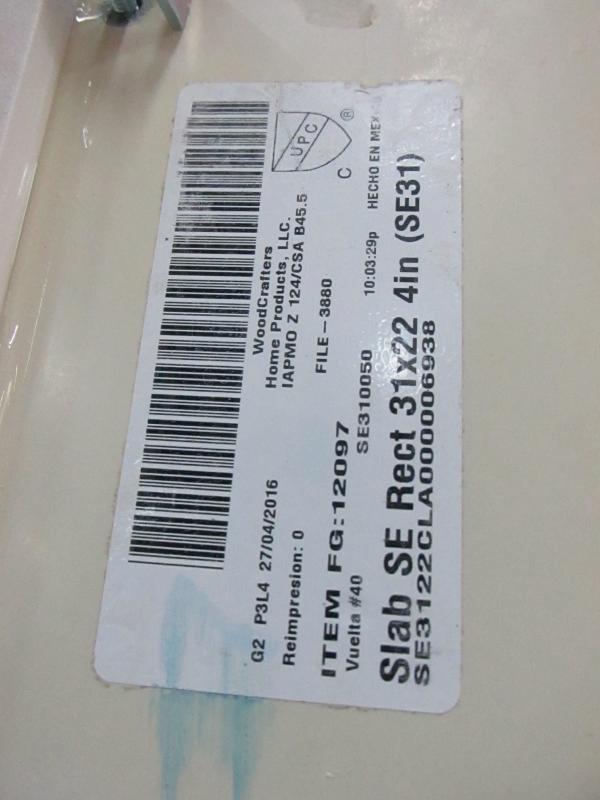 UPC
®
C
WoodCrafters
Home Products, LLC.
IAPMO Z 124/CSA B45.5
G2 P3L4 27/04/2016
Reimpresion: 0
FILE-3880
ITEM FG:12097
Vuelta #40
SE310050
10:03:29p
HECHO EN MEX
Slab SE Rect 31x22 4in (SE31)
SE3122CLA000006938